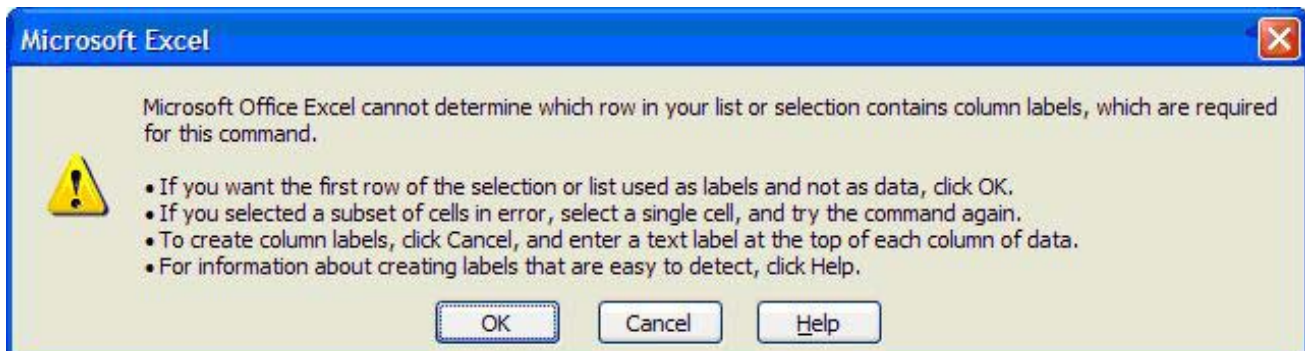 Microsoft Excel
Microsoft Office Excel cannot determine which row in your list or selection contains column labels, which are required
for this command.
• If you want the first row of the selection or list used as labels and not as data, click OK.
• If you selected a subset of cells in error, select a single cell, and try the command again.
• To create column labels, click Cancel, and enter a text label at the top of each column of data.
• For information about creating labels that are easy to detect, click Help.
OK Cancel Help